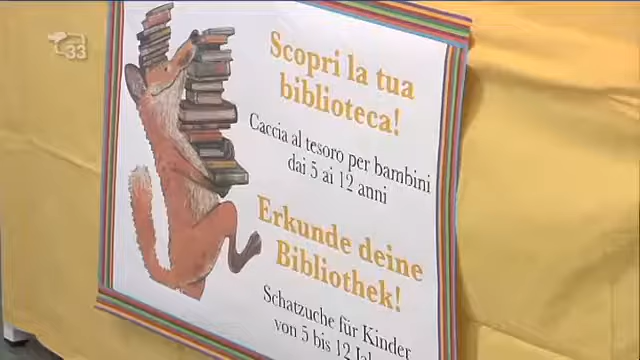 33
Scopri la tua
biblioteca!
Caccia al tesoro per bambini
dai 5 ai 12 anni
Erkunde deine
Bibliothek!
Schatzuche für Kinder
von 5 bis 12